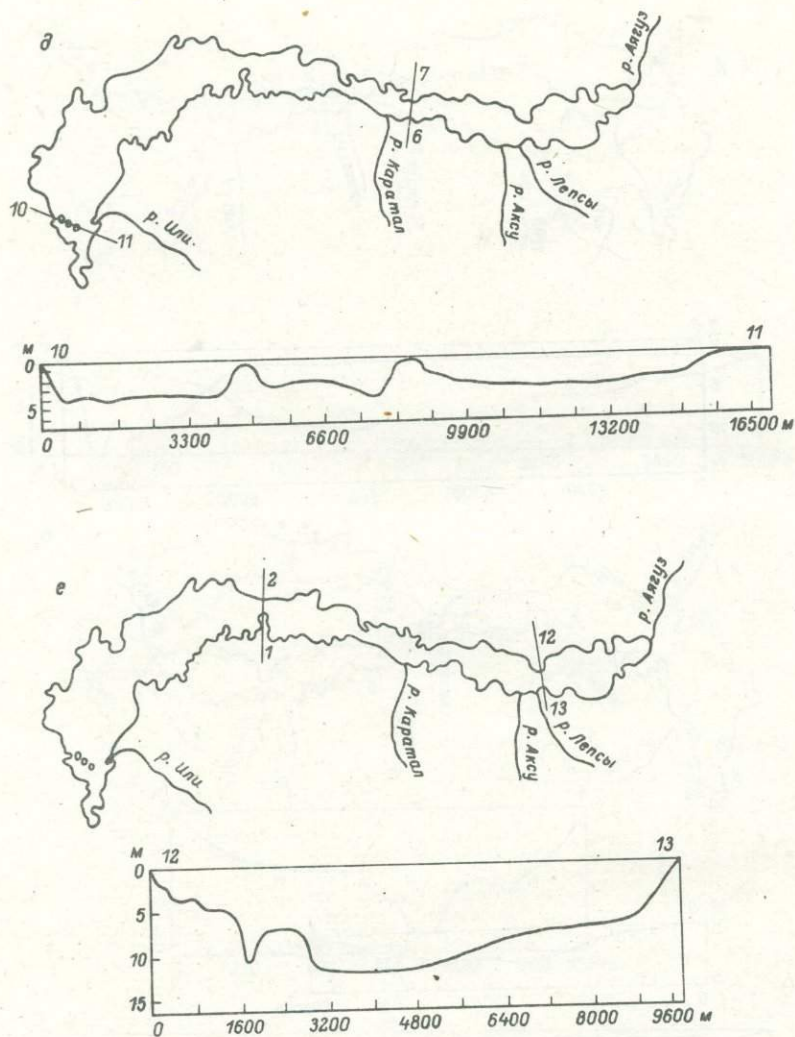 д
7
6
р. Аягуз
р. Каратал
р. Аксу
р. Лепсы
10
11
р. Или.
м 10 11
0
5
0 3300 6600 9900 13200 16500 м
е
2
1
12
13
р. Аягуз
р. Каратал
р. Аксу
р. Лепсы
р. Или
м 12 13
0
5
10
15
0 1600 3200 4800 6400 8000 9600 м